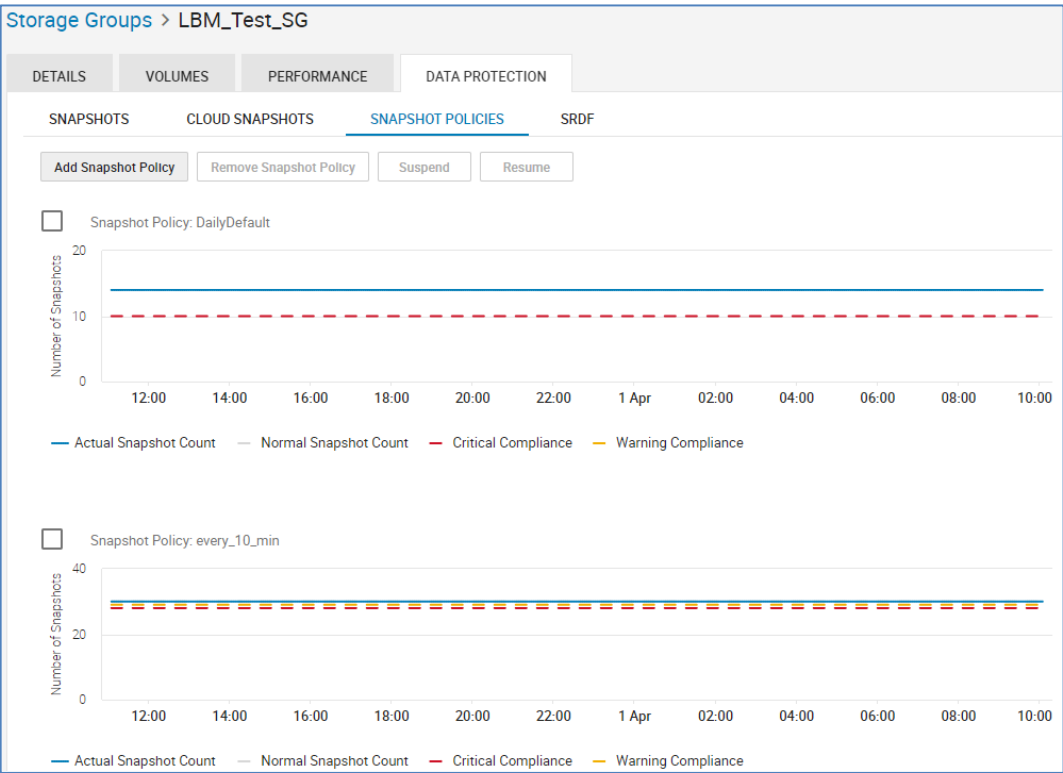 Storage Groups > LBM_Test_SG
DETAILS VOLUMES PERFORMANCE DATA PROTECTION
SNAPSHOTS CLOUD SNAPSHOTS SNAPSHOT POLICIES SRDF
Add Snapshot Policy Remove Snapshot Policy Suspend Resume
Snapshot Policy: DailyDefault
Number of Snapshots
20
10
0
12:00 14:00 16:00 18:00 20:00 22:00 1 Apr 02:00 04:00 06:00 08:00 10:00
Actual Snapshot Count Normal Snapshot Count Critical Compliance Warning Compliance
Snapshot Policy: every_10_min
Number of Snapshots
40
20
0
12:00 14:00 16:00 18:00 20:00 22:00 1 Apr 02:00 04:00 06:00 08:00 10:00
Actual Snapshot Count Normal Snapshot Count Critical Compliance Warning Compliance